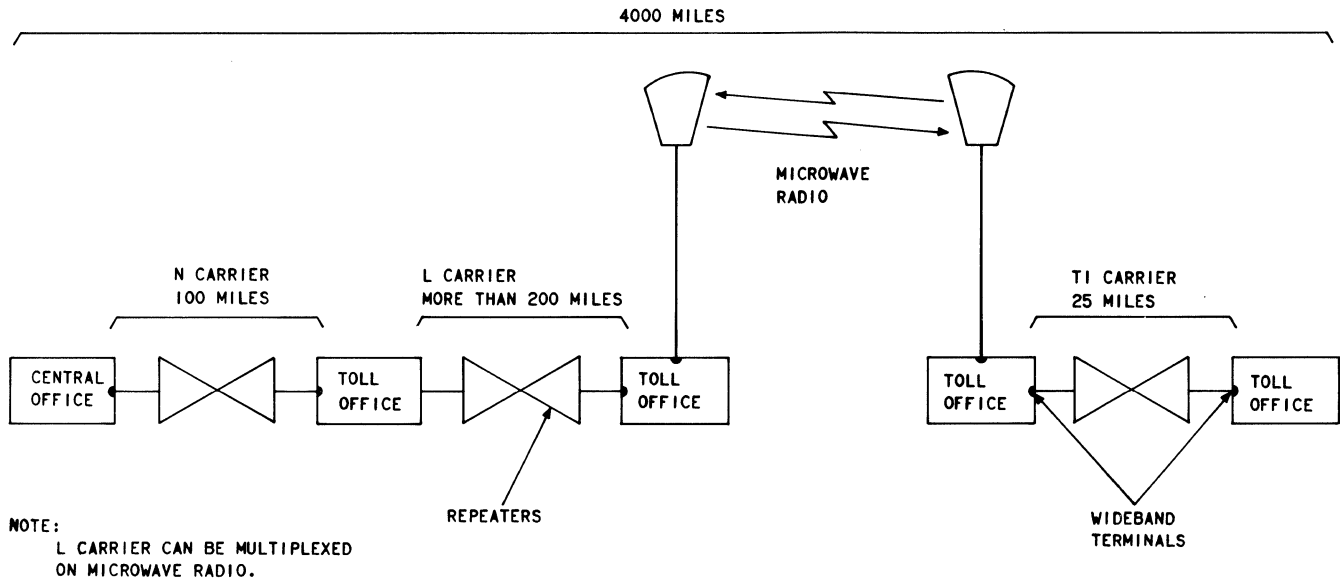 4000 MILES
MICROWAVE
RADIO
N CARRIER
100 MILES
L CARRIER
MORE THAN 200 MILES
T1 CARRIER
25 MILES
CENTRAL
OFFICE
TOLL
OFFICE
TOLL
OFFICE
TOLL
OFFICE
TOLL
OFFICE
REPEATERS
WIDEBAND
TERMINALS
NOTE:
L CARRIER CAN BE MULTIPLEXED
ON MICROWAVE RADIO.